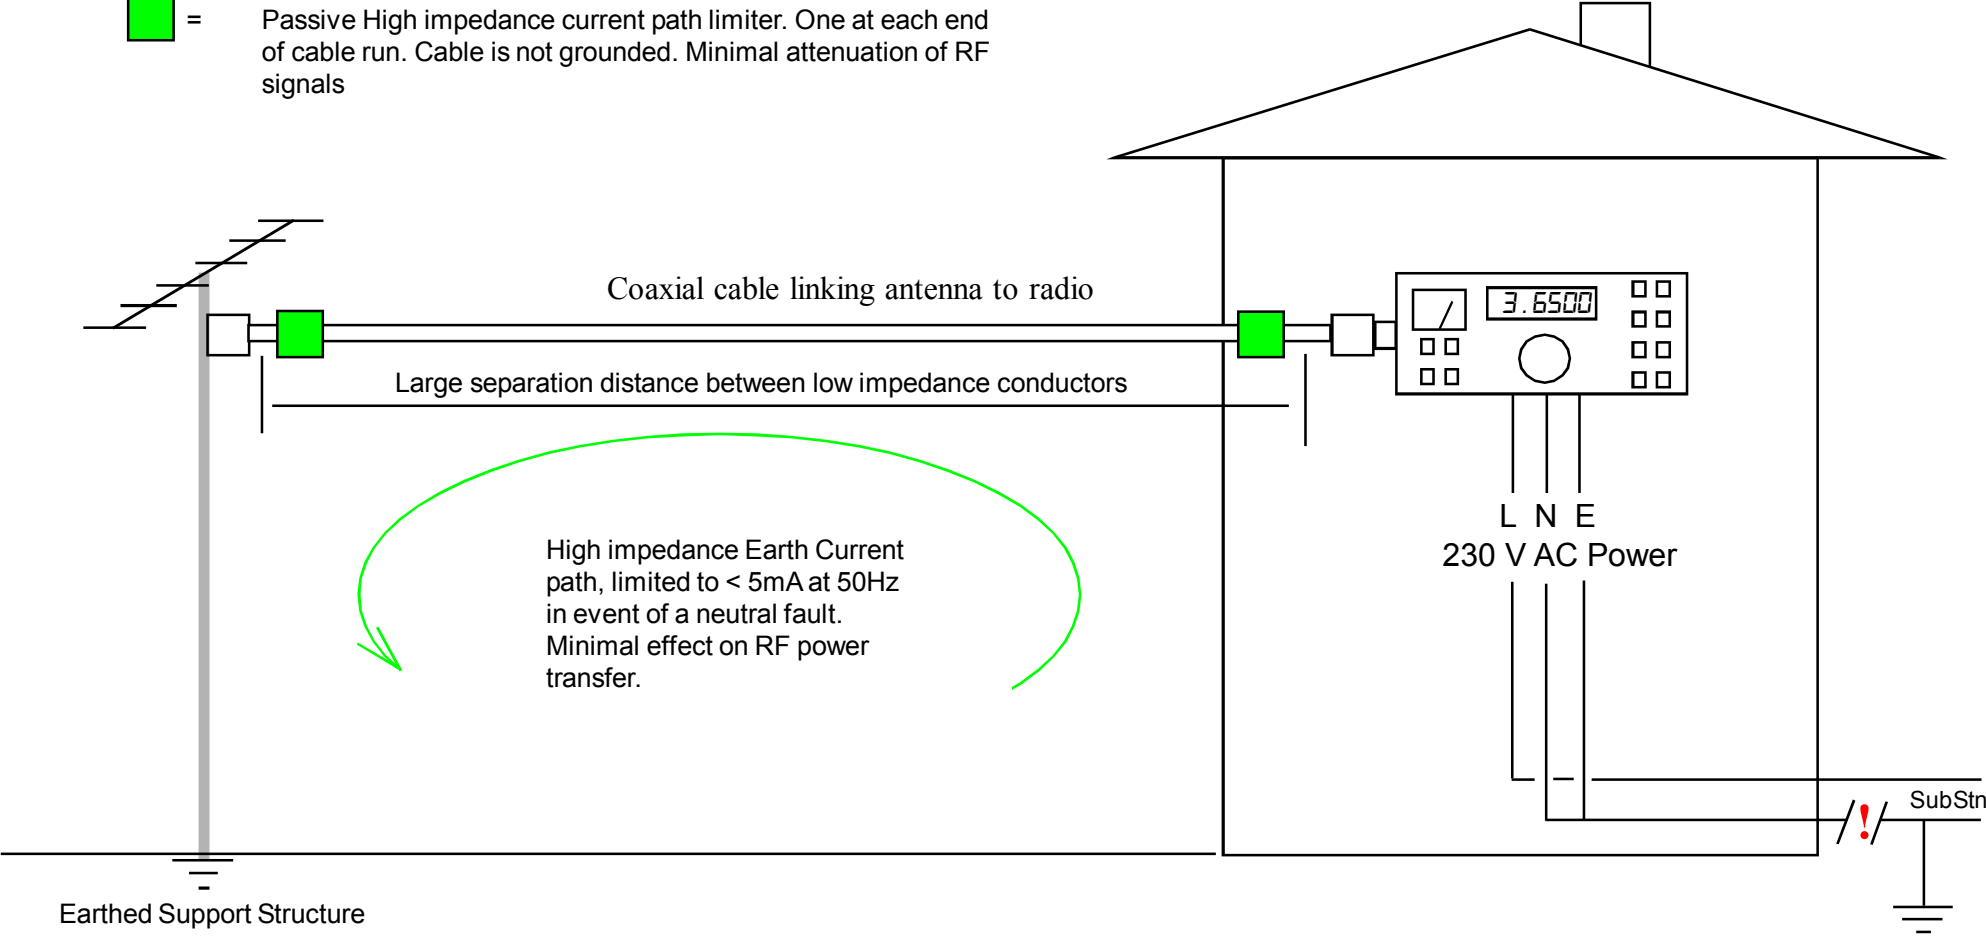 = Passive High impedance current path limiter. One at each end
of cable run. Cable is not grounded. Minimal attenuation of RF
signals
Coaxial cable linking antenna to radio
3.6500
Large separation distance between low impedance conductors
High impedance Earth Current
path, limited to < 5mA at 50Hz
in event of a neutral fault.
Minimal effect on RF power
transfer.
L N E
230 V AC Power
SubStn
!
Earthed Support Structure